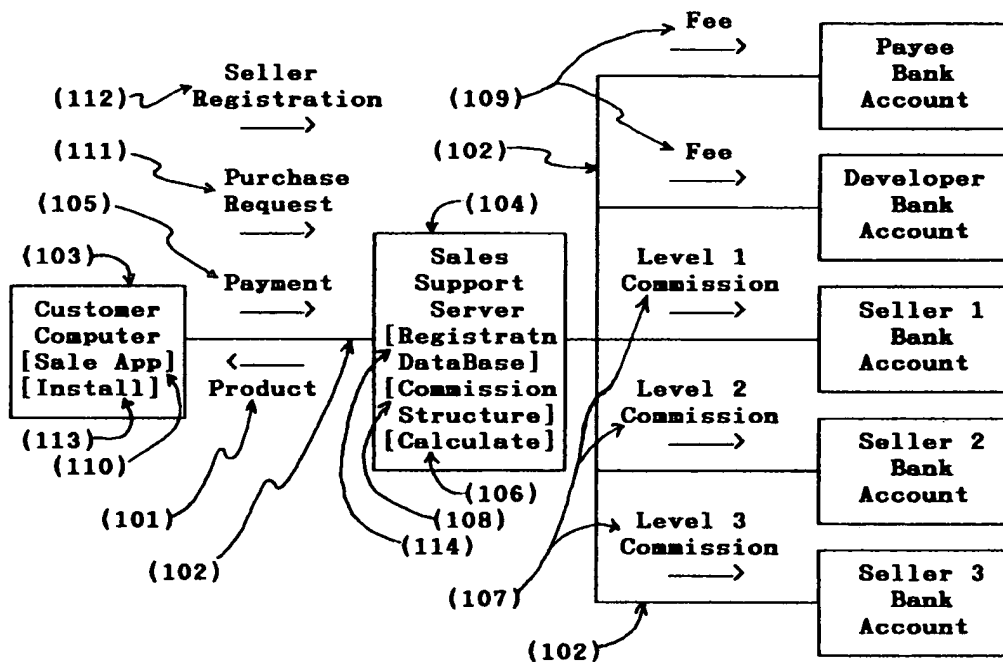 Fee
Payee
Bank
Account
(112)
Seller
Registration
(109)
(111)
(102)
Fee
Developer
Bank
Account
Purchase
Request
(105)
(104)
(103)
Payment
Sales
Support
Server
[Registratn
DataBase]
[Commission
Structure]
[Calculate]
Level 1
Commission
Seller 1
Bank
Account
Customer
Computer
[Sale App]
[Install]
Product
Level 2
Commission
Seller 2
Bank
Account
(113)
(110)
(106)
(101)
(108)
(114)
Level 3
Commission
(102)
(107)
Seller 3
Bank
Account
(102)